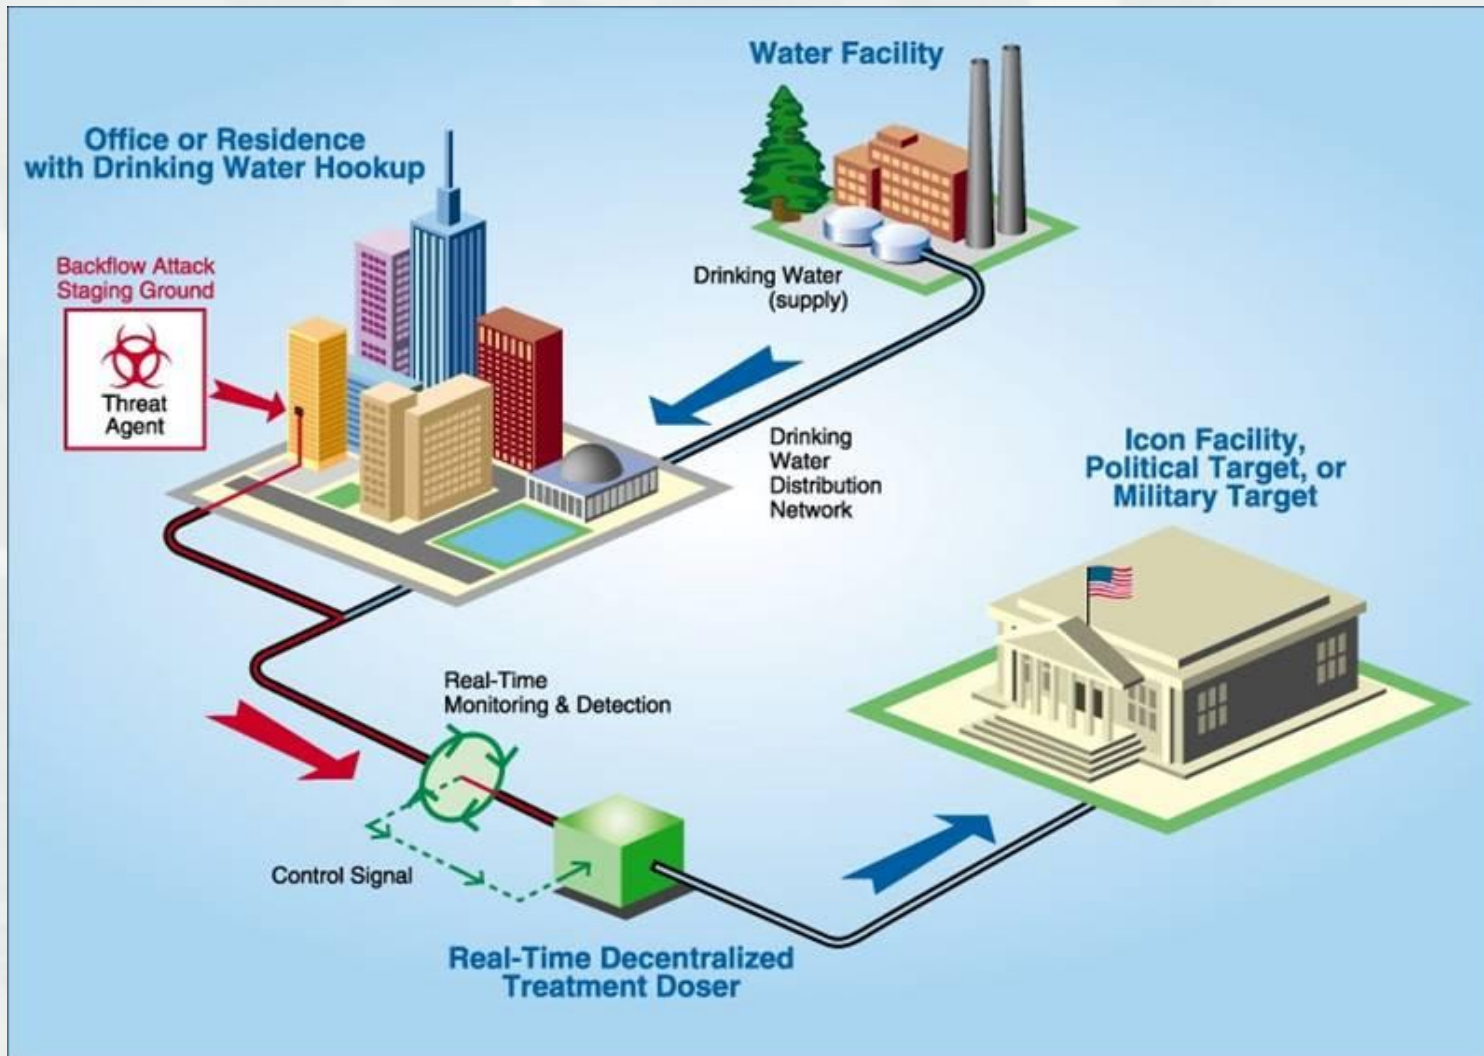 Water Facility
Office or Residence
with Drinking Water Hookup
Backflow Attack
Staging Ground
Threat
Agent
Drinking Water
(supply)
Drinking
Water
Distribution
Network
Icon Facility,
Political Target, or
Military Target
Real-Time
Monitoring & Detection
Control Signal
Real-Time Decentralized
Treatment Doser